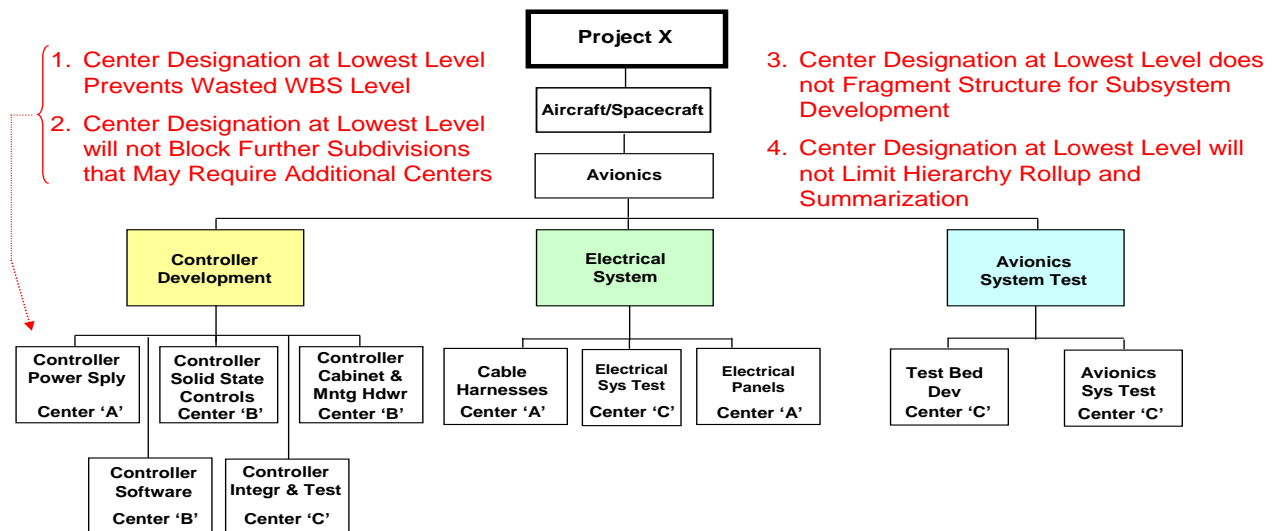 Project X
1. Center Designation at Lowest Level
Prevents Wasted WBS Level
2. Center Designation at Lowest Level
will not Block Further Subdivisions
that May Require Additional Centers
3. Center Designation at Lowest Level does
not Fragment Structure for Subsystem
Development
4. Center Designation at Lowest Level will
not Limit Hierarchy Rollup and
Summarization
Aircraft/Spacecraft
Avionics
Controller
Development
Electrical
System
Avionics
System Test
Controller
Power Sply
Center ‘A’
Controller
Solid State
Controls
Center ‘B’
Controller
Cabinet &
Mntg Hdwr
Center ‘B’
Cable
Harnesses
Center ‘A’
Electrical
Sys Test
Center ‘C’
Electrical
Panels
Center ‘A’
Test Bed
Dev
Center ‘C’
Avionics
Sys Test
Center ‘C’
Controller
Software
Center ‘B’
Controller
Integr & Test
Center ‘C’